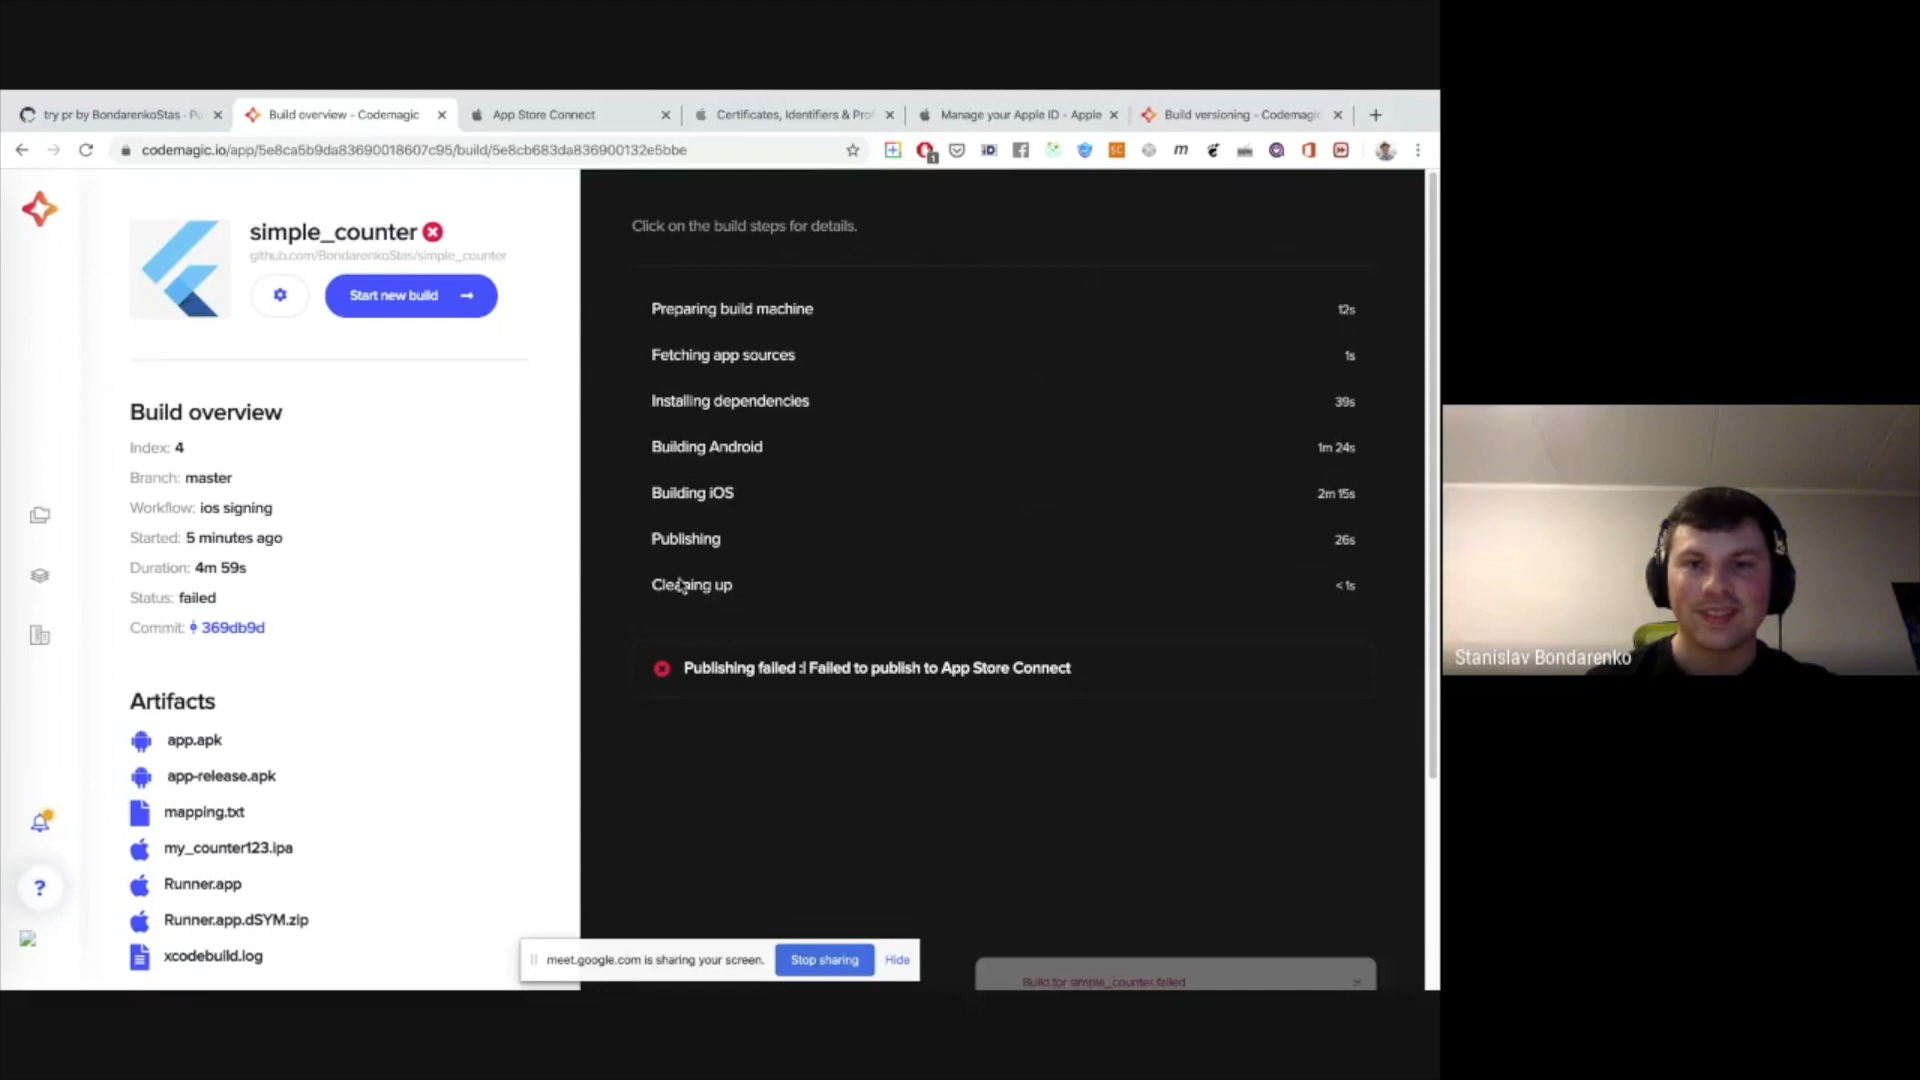 try pr by BondarenkoStas - Pu
Build overview - Codemagic
App Store Connect
Certificates, Identifiers & Prof
Manage your Apple ID - Apple
Build versioning - Codemagic
codemagic.io/app/5e8ca5b9da83690018607c95/build/5e8cb683da836900132e5bbe
simple_counter
github.com/BondarenkoStas/simple_counter
Start new build
Build overview
Index: 4
Branch: master
Workflow: ios signing
Started: 5 minutes ago
Duration: 4m 59s
Status: failed
Commit: 369db9d
Artifacts
app.apk
app-release.apk
mapping.txt
my_counter123.ipa
Runner.app
Runner.app.dSYM.zip
xcodebuild.log
Click on the build steps for details.
Preparing build machine 12s
Fetching app sources 1s
Installing dependencies 39s
Building Android 1m 24s
Building iOS 2m 15s
Publishing 26s
Cleaning up < 1s
Publishing failed :| Failed to publish to App Store Connect
meet.google.com is sharing your screen. Stop sharing Hide
Build for simple_counter failed
Stanislav Bondarenko